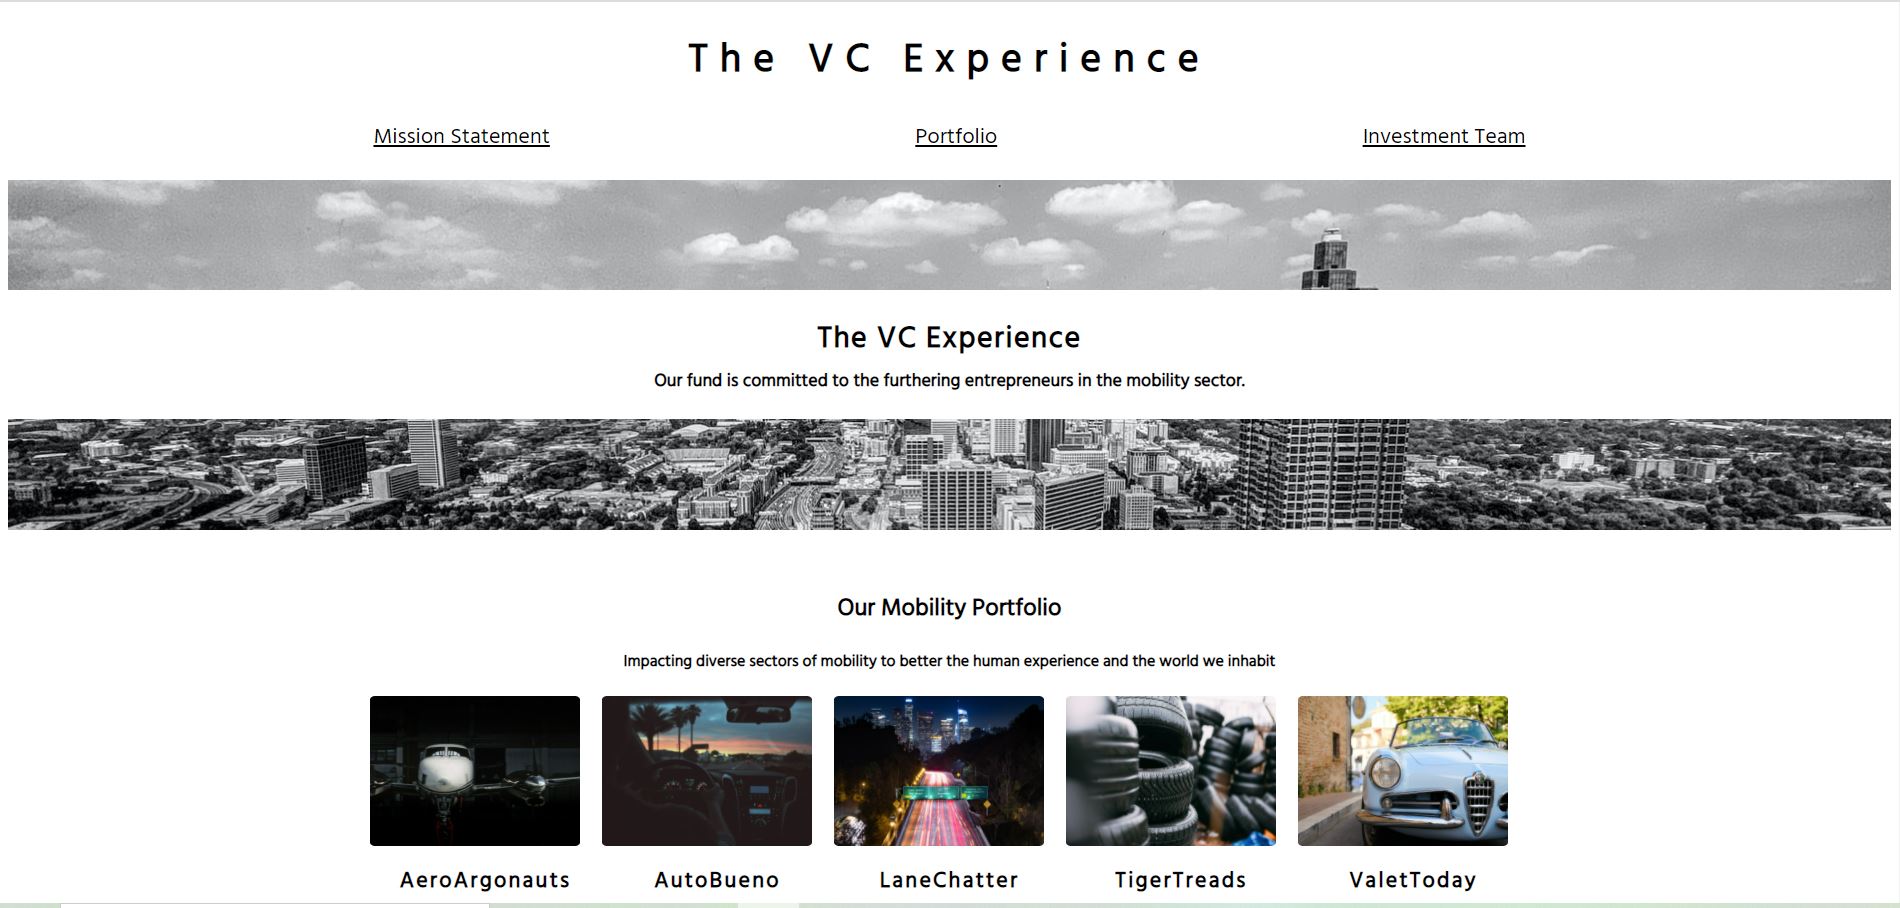 The VC Experience
Mission Statement Portfolio Investment Team
The VC Experience
Our fund is committed to the furthering entrepreneurs in the mobility sector.
Our Mobility Portfolio
Impacting diverse sectors of mobility to better the human experience and the world we inhabit
AeroArgonauts AutoBueno LaneChatter TigerTreads ValetToday